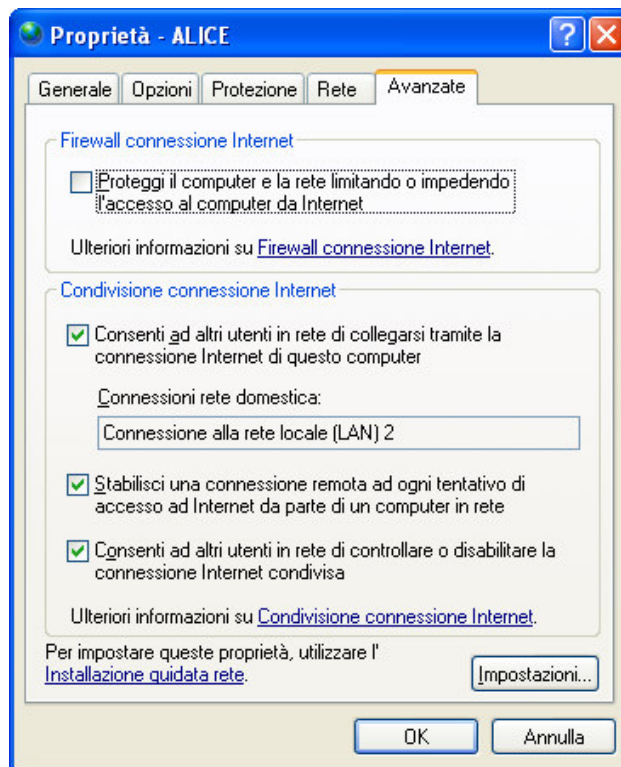 Proprietà - ALICE
Generale Opzioni Protezione Rete Avanzate
Firewall connessione Internet
Proteggi il computer e la rete limitando o impedendo
l'accesso al computer da Internet
Ulteriori informazioni su Firewall connessione Internet.
Condivisione connessione Internet
Consenti ad altri utenti in rete di collegarsi tramite la
connessione Internet di questo computer
Connessioni rete domestica:
Connessione alla rete locale (LAN) 2
Stabilisci una connessione remota ad ogni tentativo di
accesso ad Internet da parte di un computer in rete
Consenti ad altri utenti in rete di controllare o disabilitare la
connessione Internet condivisa
Ulteriori informazioni su Condivisione connessione Internet.
Per impostare queste proprietà, utilizzare l'
Installazione guidata rete.
Impostazioni...
OK Annulla